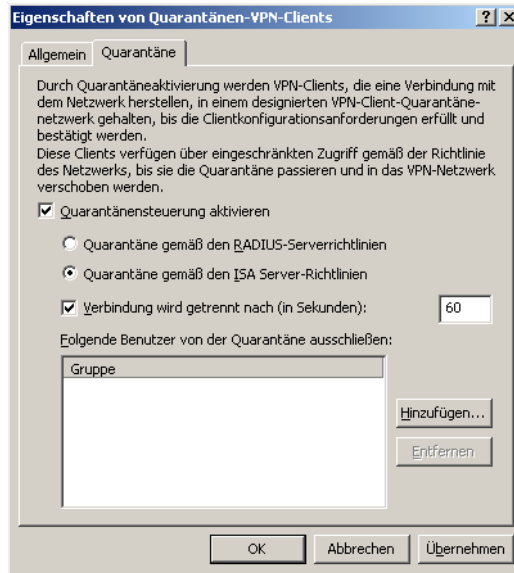 Eigenschaften von Quarantänen-VPN-Clients
Allgemein Quarantäne
Durch Quarantäneaktivierung werden VPN-Clients, die eine Verbindung mit
dem Netzwerk herstellen, in einem designierten VPN-Client-Quarantäne-
netzwerk gehalten, bis die Clientkonfigurationsanforderungen erfüllt und
bestätigt werden.
Diese Clients verfügen über eingeschränkten Zugriff gemäß der Richtlinie
des Netzwerks, bis sie die Quarantäne passieren und in das VPN-Netzwerk
verschoben werden.
Quarantänensteuerung aktivieren
Quarantäne gemäß den RADIUS-Serverrichtlinien
Quarantäne gemäß den ISA Server-Richtlinien
Verbindung wird getrennt nach (in Sekunden): 60
Folgende Benutzer von der Quarantäne ausschließen:
Gruppe
Hinzufügen...
Entfernen
OK Abbrechen Übernehmen